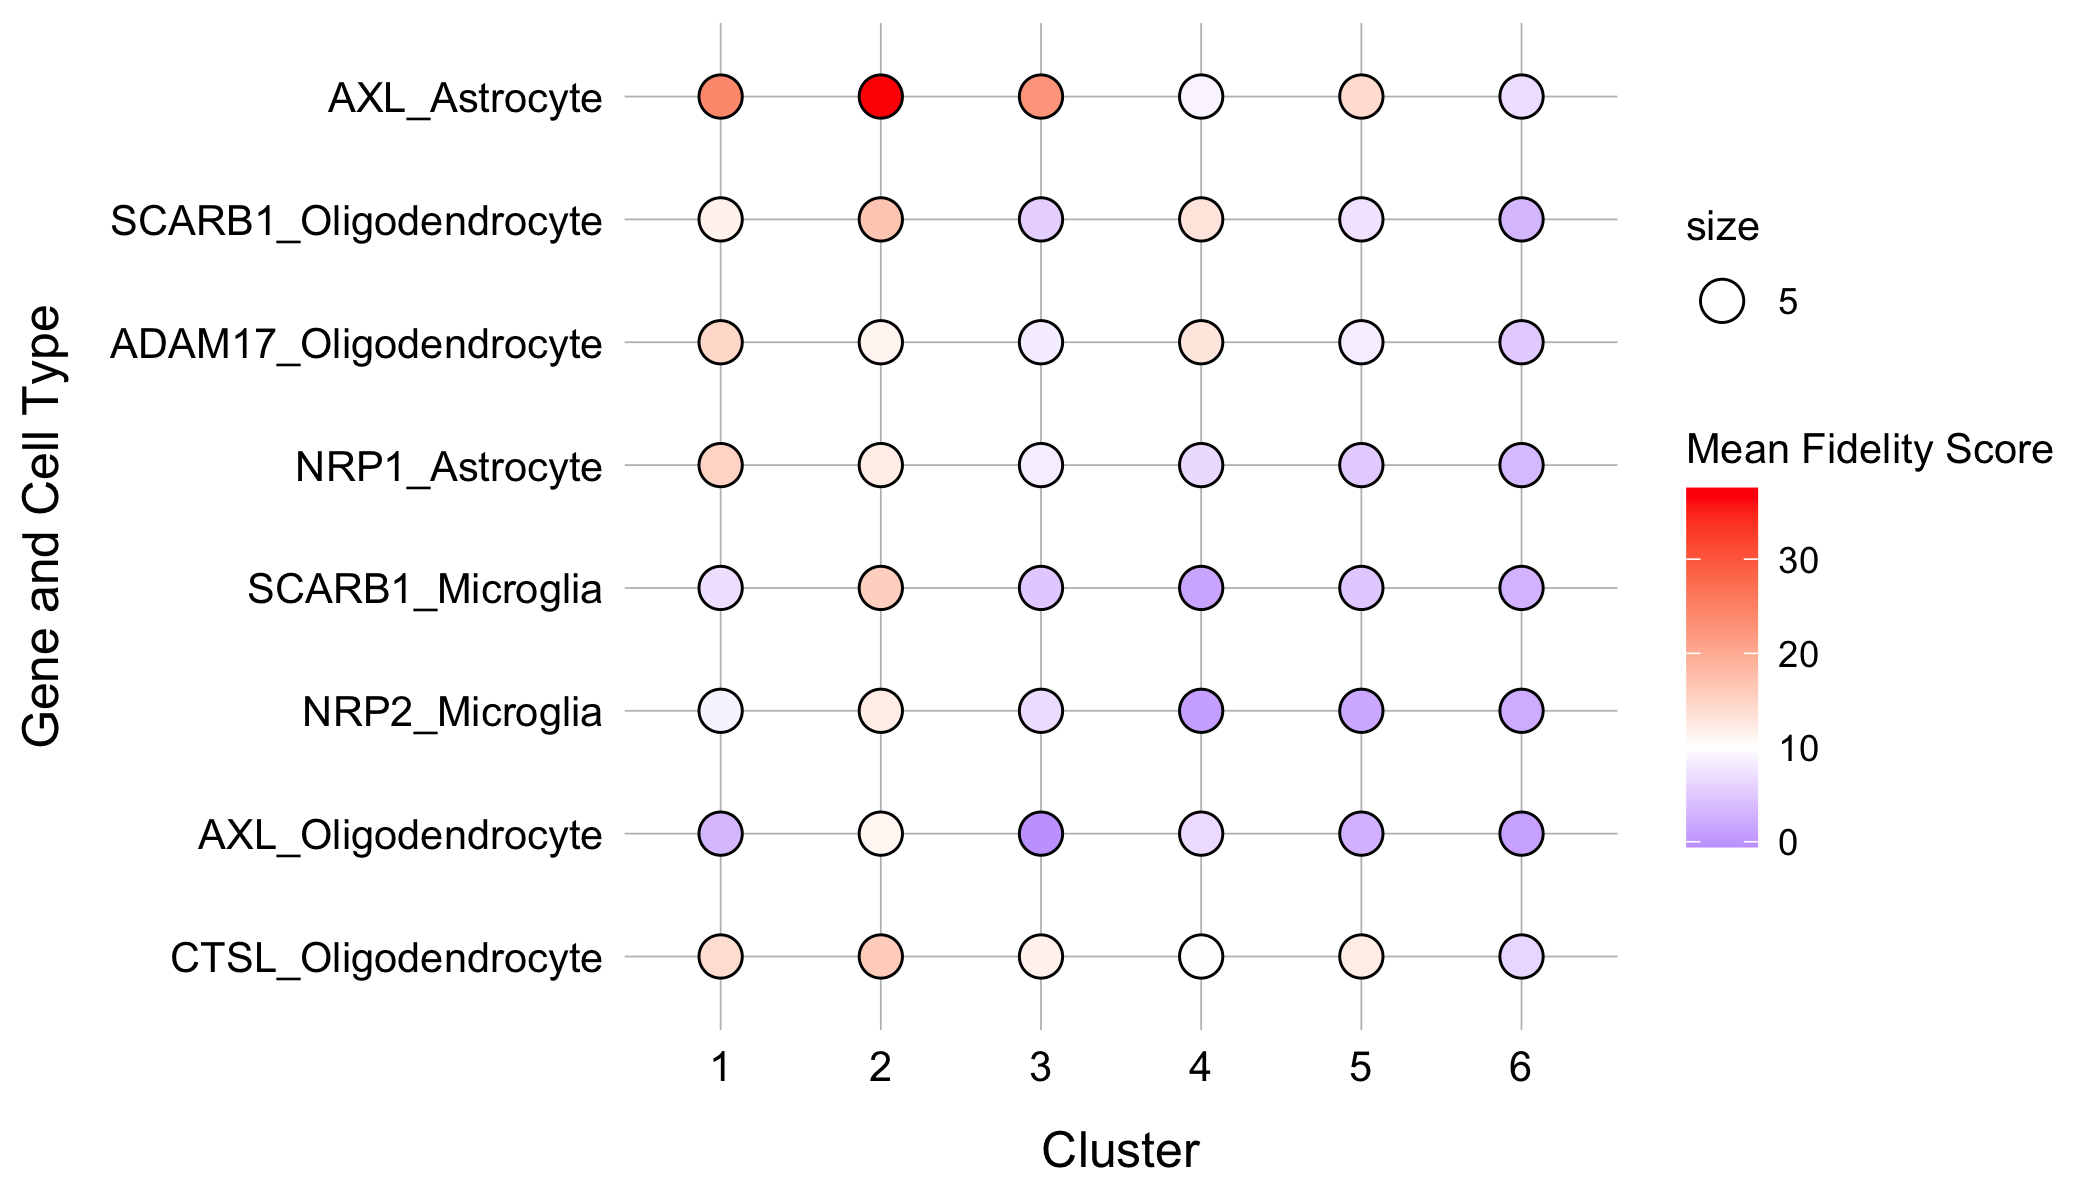 Gene and Cell Type
AXL_Astrocyte
SCARB1_Oligodendrocyte
ADAM17_Oligodendrocyte
NRP1_Astrocyte
SCARB1_Microglia
NRP2_Microglia
AXL_Oligodendrocyte
CTSL_Oligodendrocyte
1 2 3 4 5 6
Cluster
size
5
Mean Fidelity Score
30
20
10
0